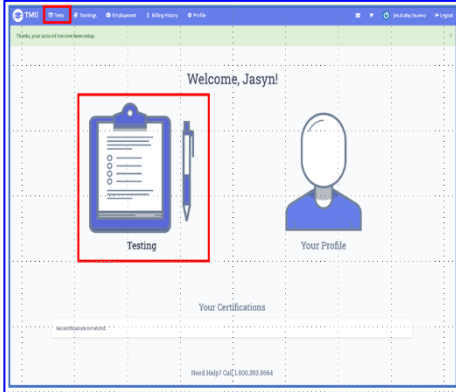 TMU Tests Trainings Employment $ Billing History Profile Logout
Thanks, your account has now been setup.
Welcome, Jasyn!
Testing
Your Profile
Your Certifications
No certifications on record
Need Help? Call 1.800.393.8664